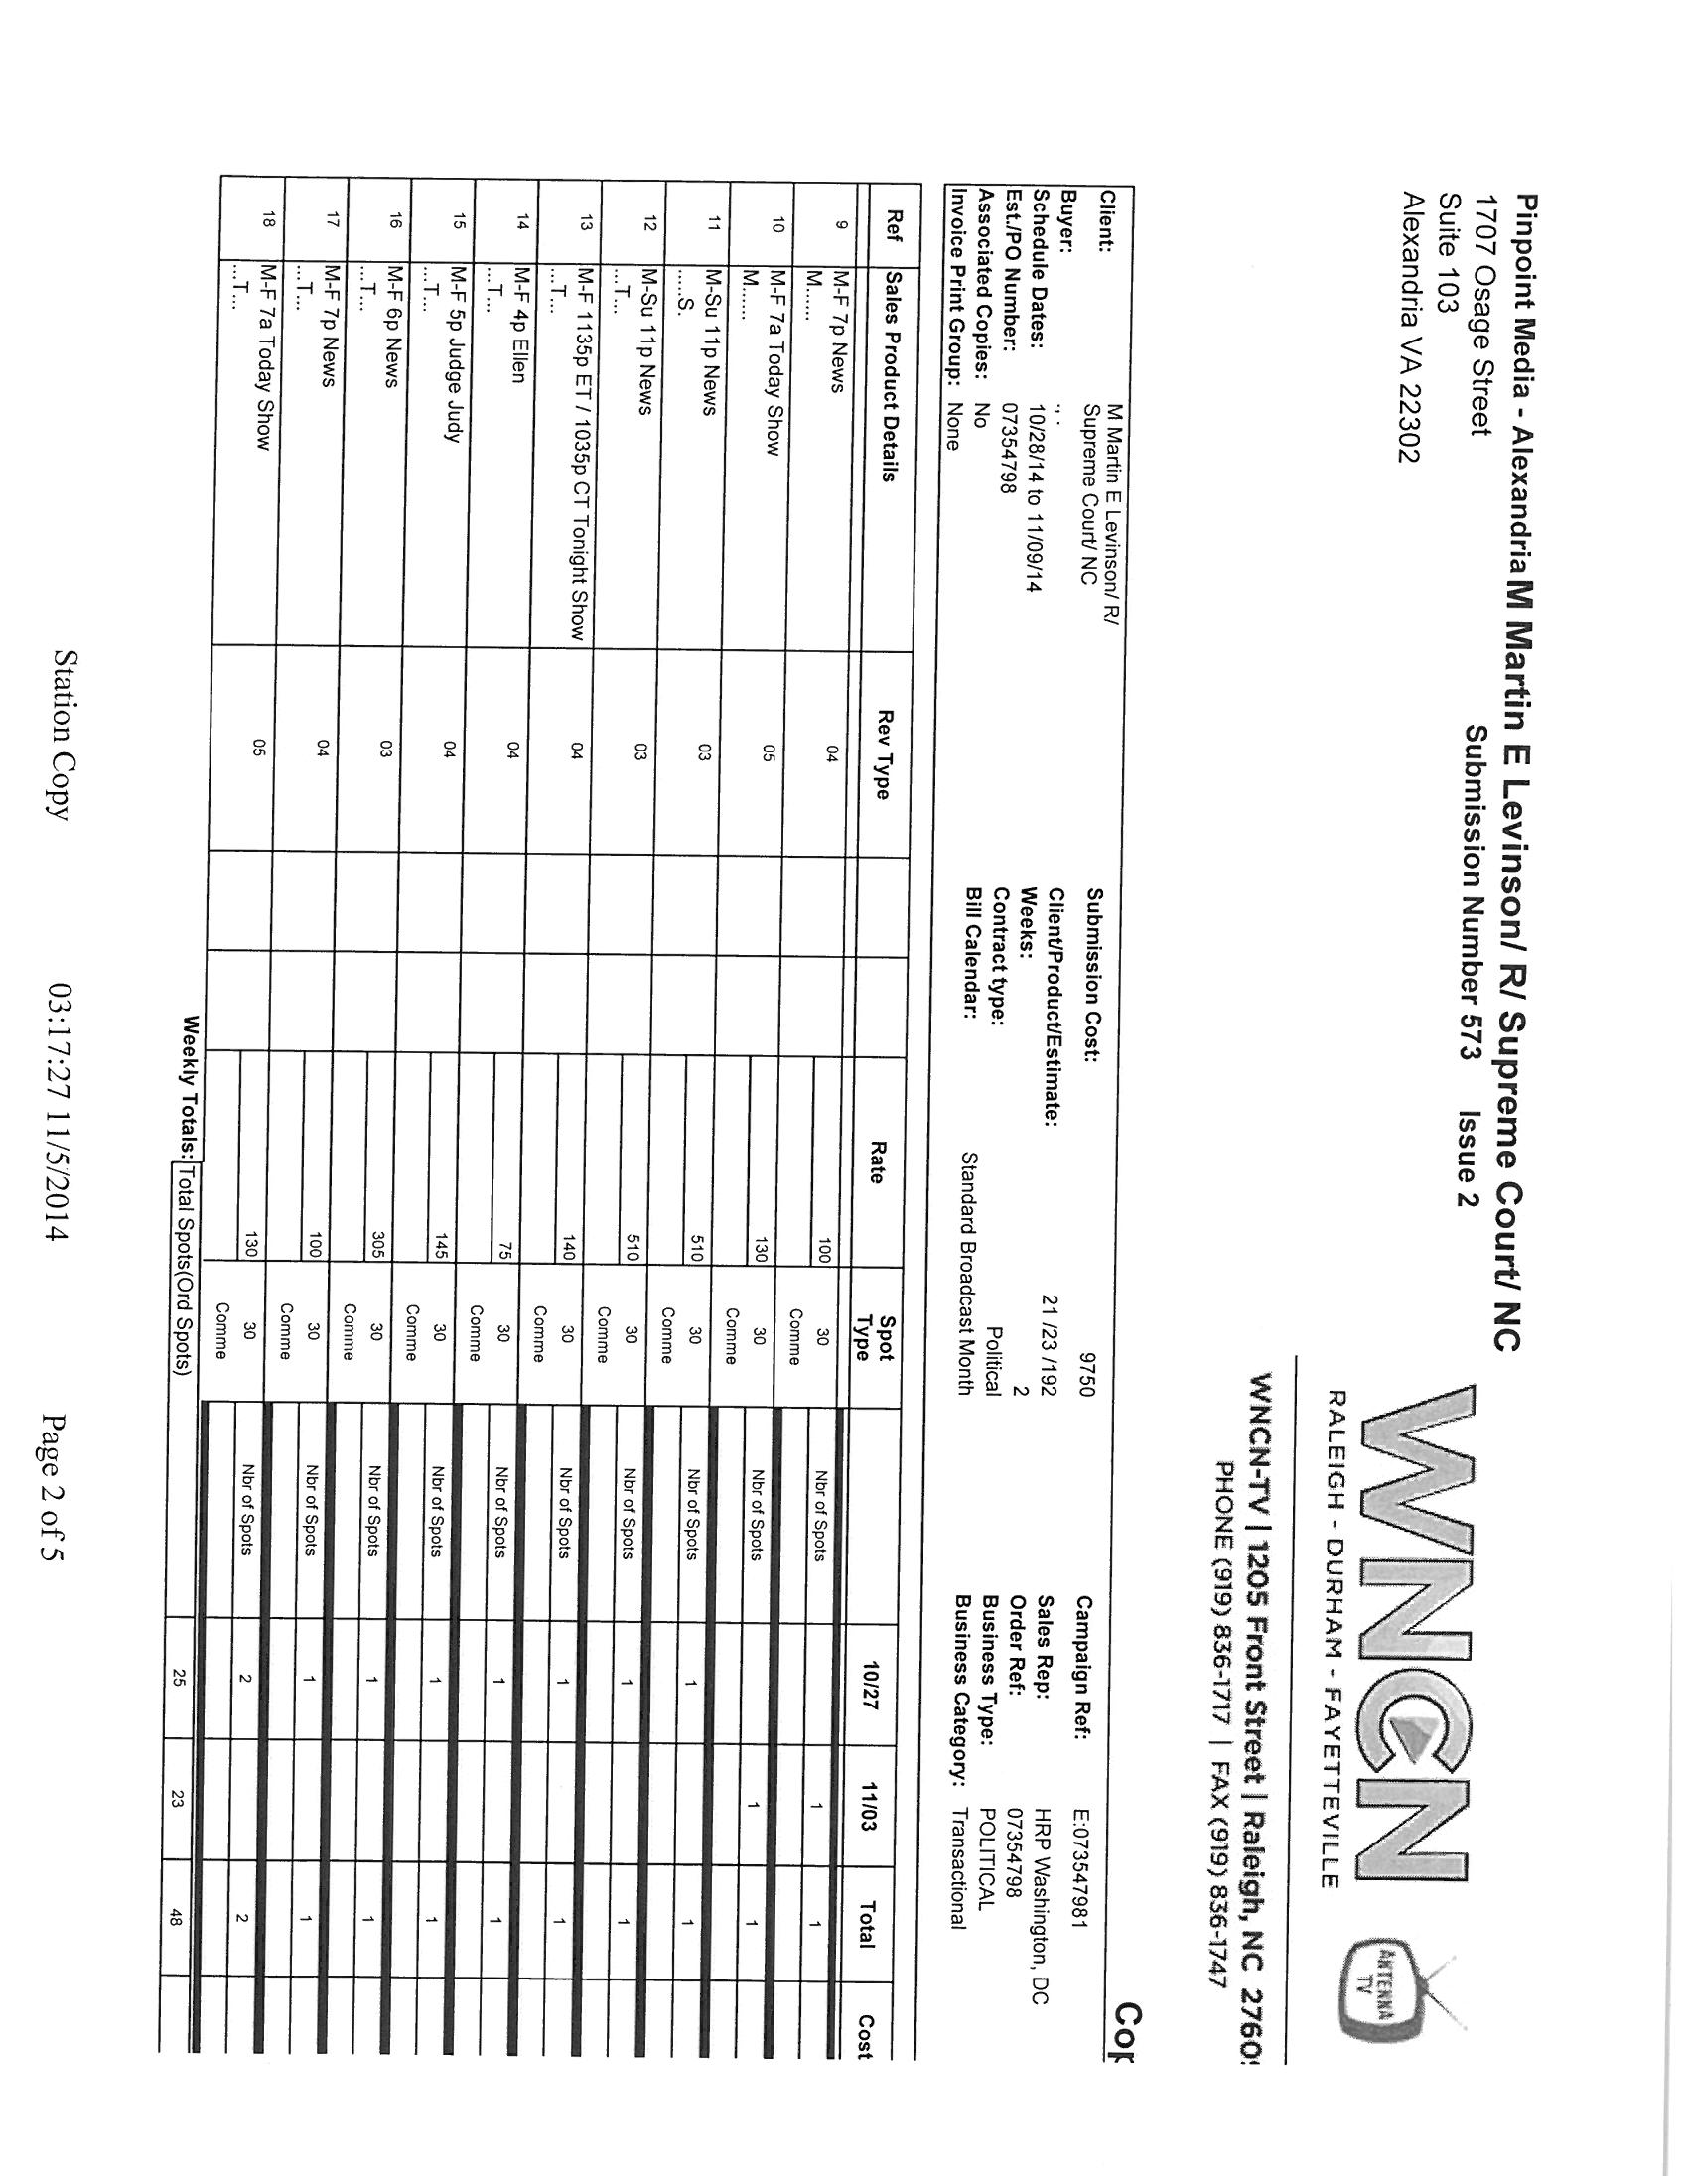 Pinpoint Media - Alexandria M Martin E Levinson/ R/ Supreme Court/ NC
1707 Osage Street
Submission Number 573 Issue 2
Suite 103
Alexandria VA 22302
WNCN
RALEIGH - DURHAM - FAYETTEVILLE
ANTENNA
TV
WNCN-TV | 1205 Front Street | Raleigh, NC 2760
PHONE (919) 836-1717 | FAX (919) 836-1747
Cop
Client: M Martin E Levinson/ R/ Supreme Court/ NC
Buyer: ., .
Schedule Dates: 10/28/14 to 11/09/14
Est./PO Number: 07354798
Associated Copies: No
Invoice Print Group: None
Submission Cost: 9750
Client/Product/Estimate: 21 /23 /192
Weeks: 2
Contract type: Political
Bill Calendar: Standard Broadcast Month
Campaign Ref: E:073547981
Sales Rep: HRP Washington, DC
Order Ref: 07354798
Business Type: POLITICAL
Business Category: Transactional
Ref Sales Product Details Rev Type Rate Spot Type 10/27 11/03 Total Cost
9 M-F 7p News 04 100 30 Nbr of Spots 1 1
M...... Comme
10 M-F 7a Today Show 05 130 30 Nbr of Spots 1 1
M...... Comme
11 M-Su 11p News 03 510 30 Nbr of Spots 1 1
.....S. Comme
12 M-Su 11p News 03 510 30 Nbr of Spots 1 1
...T... Comme
13 M-F 1135p ET / 1035p CT Tonight Show 04 140 30 Nbr of Spots 1 1
...T... Comme
14 M-F 4p Ellen 04 75 30 Nbr of Spots 1 1
...T... Comme
15 M-F 5p Judge Judy 04 145 30 Nbr of Spots 1 1
...T... Comme
16 M-F 6p News 03 305 30 Nbr of Spots 1 1
...T... Comme
17 M-F 7p News 04 100 30 Nbr of Spots 1 1
...T... Comme
18 M-F 7a Today Show 05 130 30 Nbr of Spots 2 2
...T... Comme
Weekly Totals: Total Spots(Ord Spots) 25 23 48
Station Copy 03:17:27 11/5/2014 Page 2 of 5